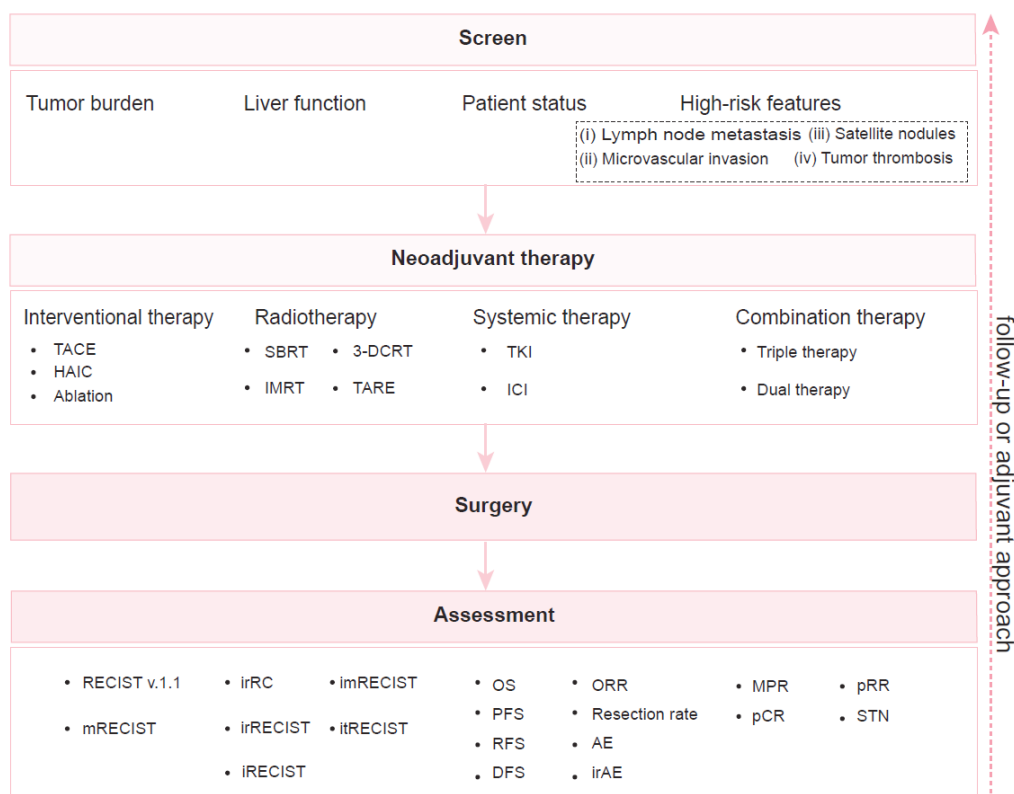 Screen
Tumor burden
Liver function
Patient status
High-risk features
(i) Lymph node metastasis (iii) Satellite nodules
(ii) Microvascular invasion (iv) Tumor thrombosis
Neoadjuvant therapy
Interventional therapy
• TACE
• HAIC
• Ablation
Radiotherapy
• SBRT • 3-DCRT
• IMRT • TARE
Systemic therapy
• TKI
• ICI
Combination therapy
• Triple therapy
• Dual therapy
Surgery
Assessment
• RECIST v.1.1
• mRECIST
• irRC • imRECIST
• irRECIST • itRECIST
• iRECIST
• OS • ORR
• PFS • Resection rate
• RFS • AE
• DFS • irAE
• MPR • pRR
• pCR • STN
follow-up or adjuvant approach